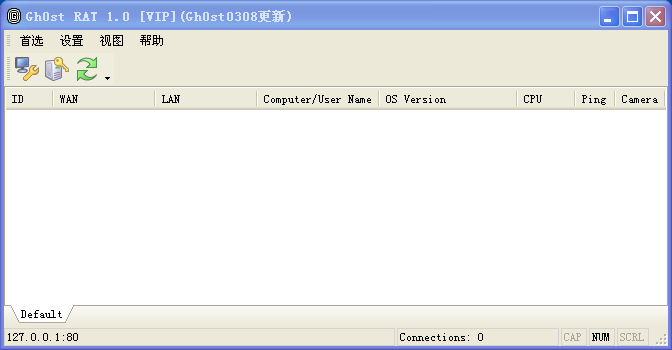 Gh0st RAT 1.0 [VIP](Gh0st0308更新)
首选 设置 视图 帮助
ID WAN LAN Computer/User Name OS Version CPU Ping Camera
Default
127.0.0.1:80 Connections: 0 CAP NUM SCRL